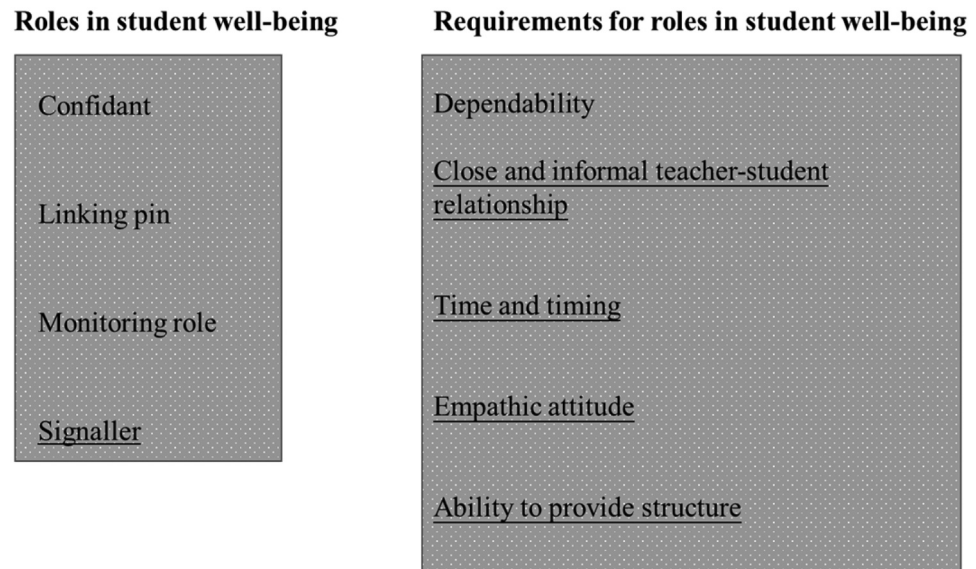 Roles in student well-being
Confidant
Linking pin
Monitoring role
Signaller
Requirements for roles in student well-being
Dependability
Close and informal teacher-student
relationship
Time and timing
Empathic attitude
Ability to provide structure